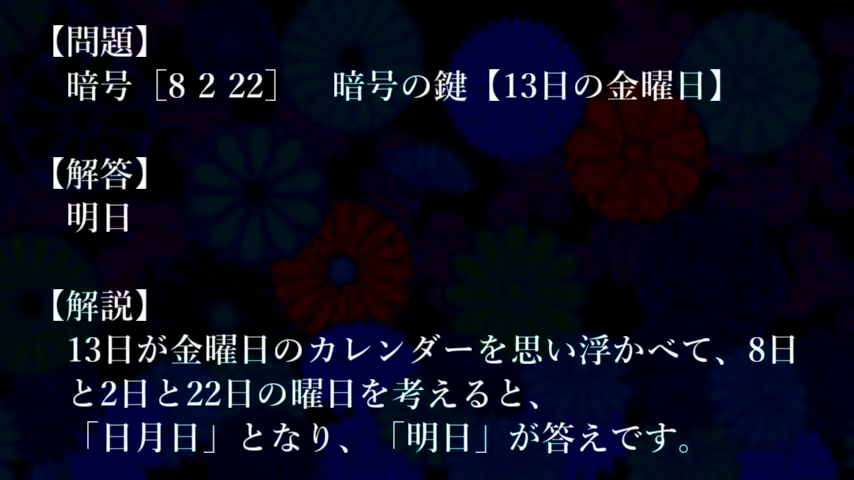 【問題】
暗号［8 2 22］　暗号の鍵【13日の金曜日】
【解答】
明日
【解説】
13日が金曜日のカレンダーを思い浮かべて、8日
と2日と22日の曜日を考えると、
「日月日」となり、「明日」が答えです。